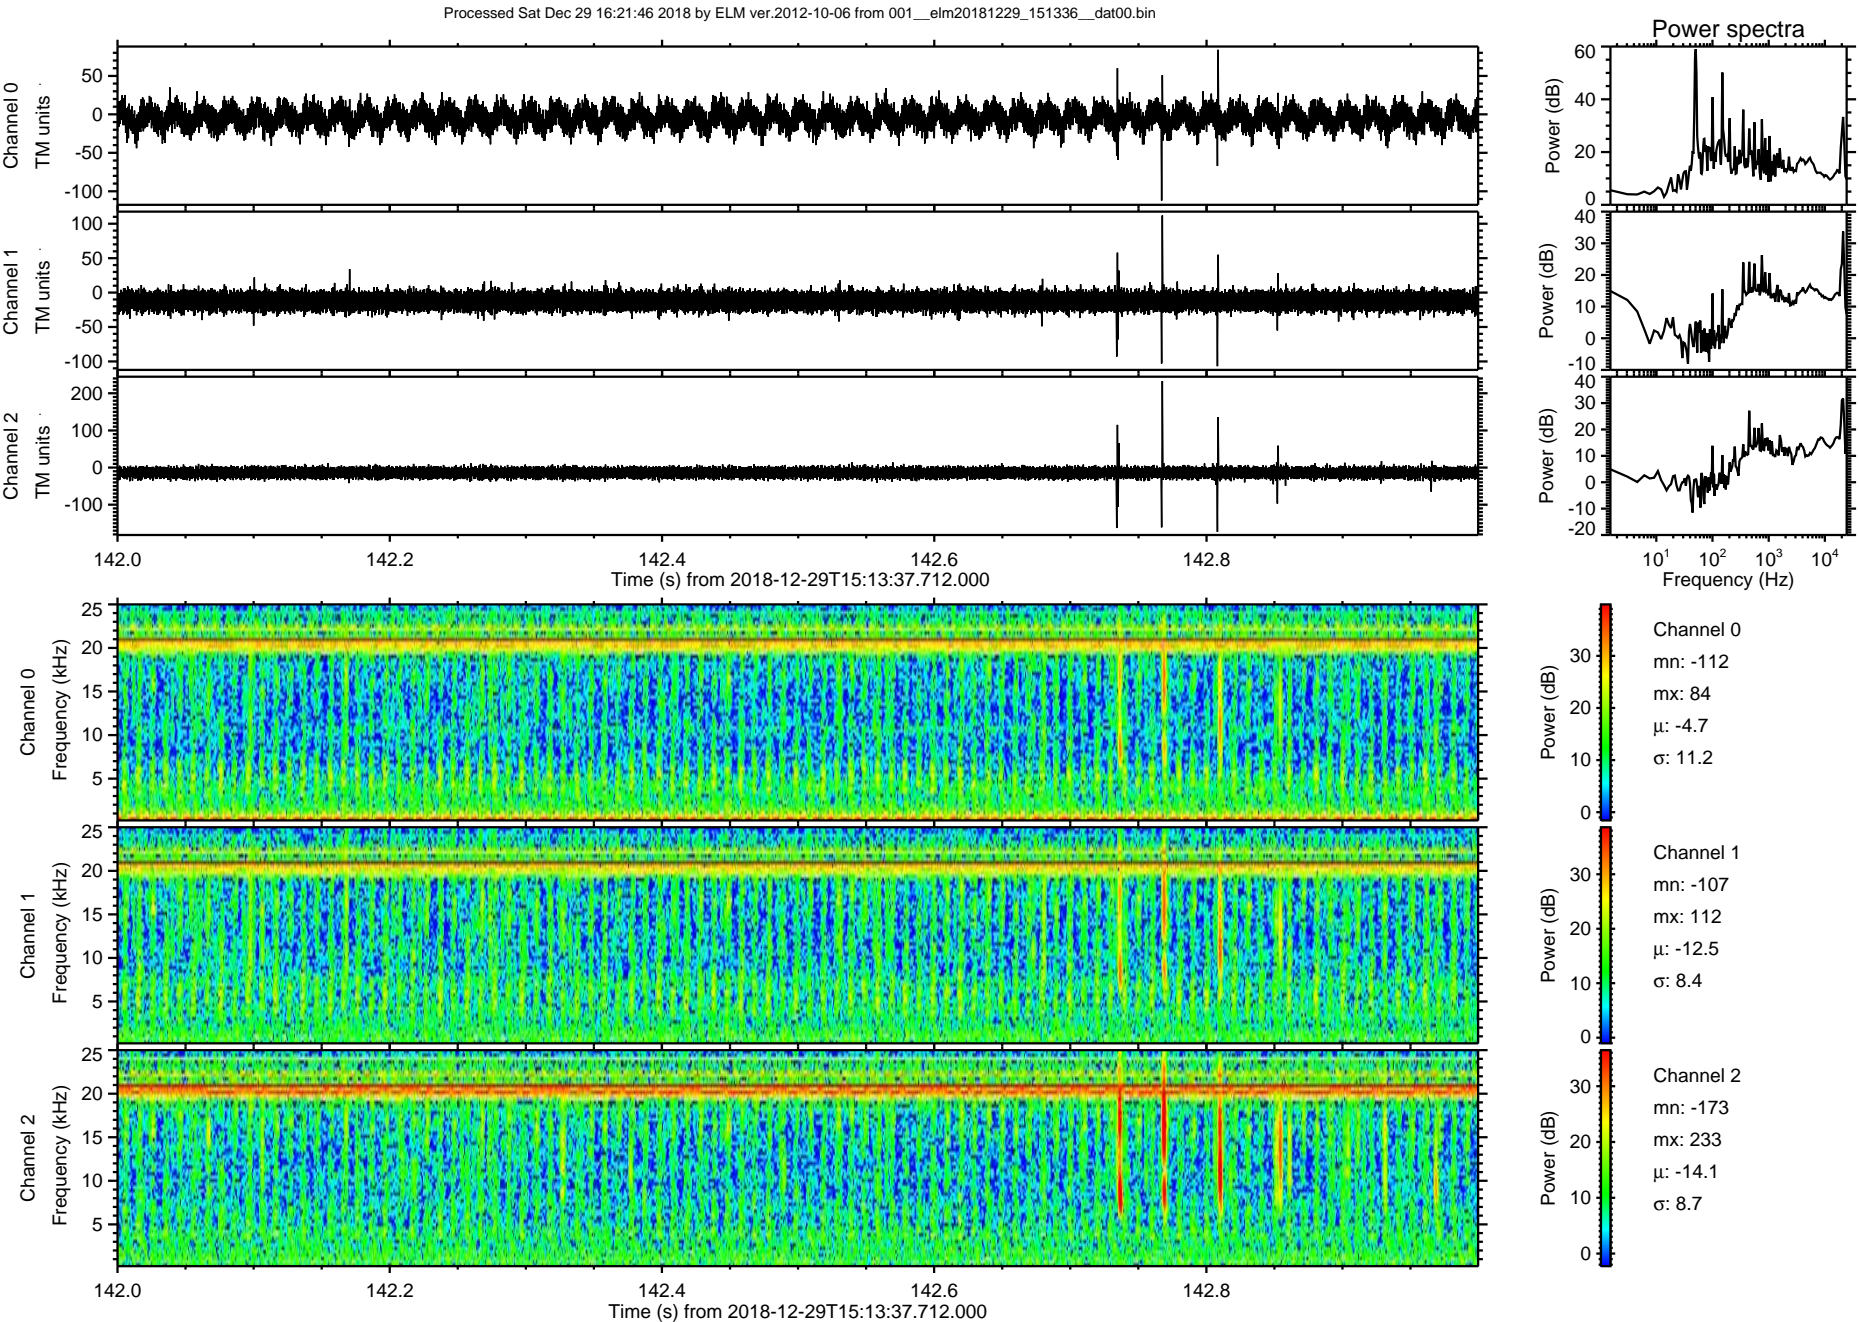 Processed Sat Dec 29 16:21:46 2018 by ELM ver.2012-10-06 from 001__elm20181229_151336__dat00.bin
Power spectra
Channel 0
TM units
50
0
-50
-100
Power (dB)
60
40
20
0
Channel 1
TM units
100
50
0
-50
-100
Power (dB)
40
30
20
10
0
-10
Channel 2
TM units
200
100
0
-100
Power (dB)
40
30
20
10
0
-10
-20
142.0 142.2 142.4 142.6 142.8
Time (s) from 2018-12-29T15:13:37.712.000
10^1 10^2 10^3 10^4
Frequency (Hz)
Channel 0
Frequency (kHz)
25
20
15
10
5
Power (dB)
30
20
10
0
Channel 0
mn: -112
mx: 84
μ: -4.7
σ: 11.2
Channel 1
Frequency (kHz)
25
20
15
10
5
Power (dB)
30
20
10
0
Channel 1
mn: -107
mx: 112
μ: -12.5
σ: 8.4
Channel 2
Frequency (kHz)
25
20
15
10
5
Power (dB)
30
20
10
0
Channel 2
mn: -173
mx: 233
μ: -14.1
σ: 8.7
142.0 142.2 142.4 142.6 142.8
Time (s) from 2018-12-29T15:13:37.712.000